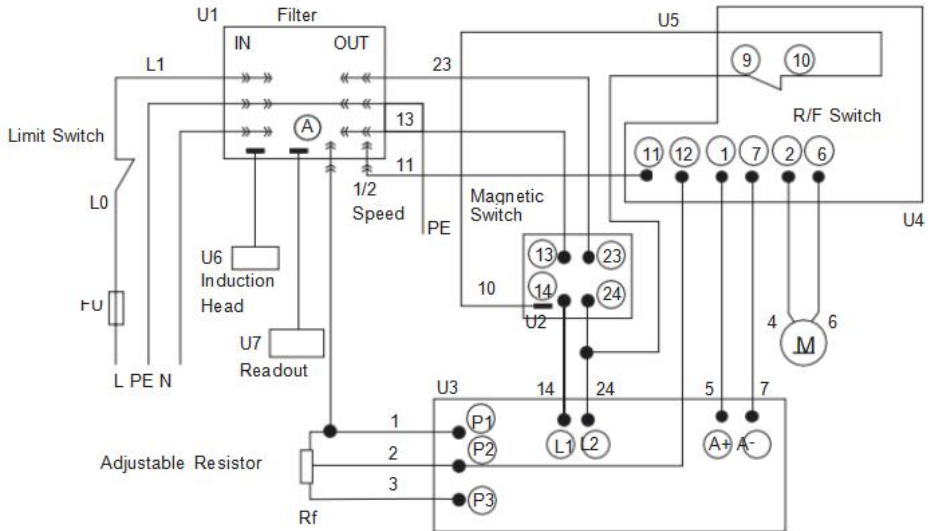 U1 Filter
U5
IN OUT
L1
23
9
10
R/F Switch
A
13
Limit Switch
11
12
1
7
2
6
11
1/2
Speed
Magnetic
Switch
L0
PE
U4
13
23
U6
Induction
Head
10
14
24
U2
4
6
M
U7
Readout
L PE N
U3
14
24
5
7
1
P1
L1
L2
A+
A-
2
P2
Adjustable Resistor
3
P3
Rf